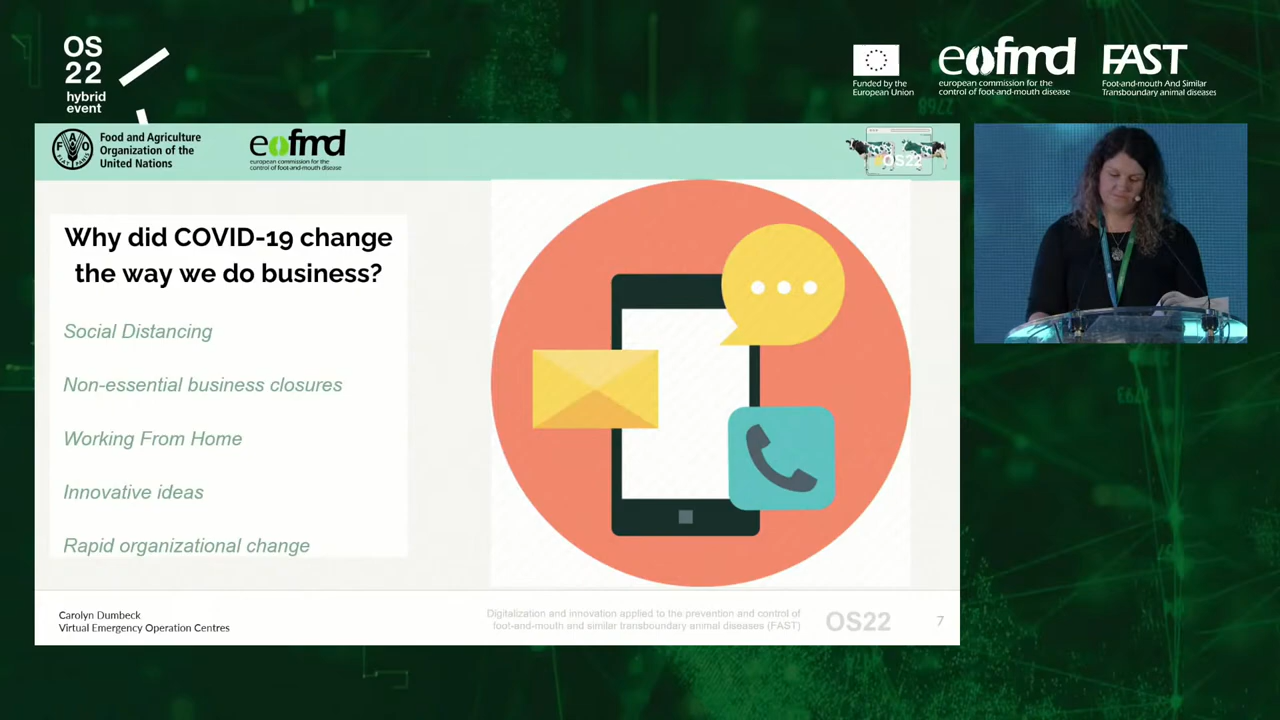 OS
22
hybrid
event
Funded by the
European Union
eofmd
european commission for the
control of foot-and-mouth disease
FAST
Foot-and-mouth And Similar
Transboundary animal diseases
F A O
FIAT PANIS
Food and Agriculture
Organization of the
United Nations
eofmd
european commission for the
control of foot-and-mouth disease
OS22
Why did COVID-19 change
the way we do business?
Social Distancing
Non-essential business closures
Working From Home
Innovative ideas
Rapid organizational change
Carolyn Dumbeck
Virtual Emergency Operation Centres
Digitalization and innovation applied to the prevention and control of
foot-and-mouth and similar transboundary animal diseases (FAST)
OS22
7